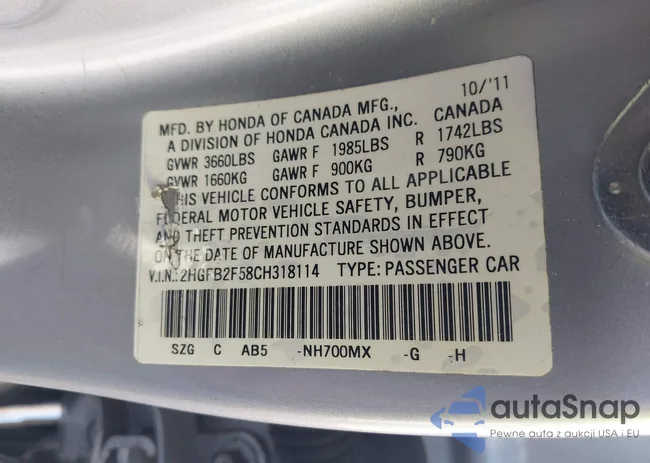 10/'11
MFD. BY HONDA OF CANADA MFG., CANADA
A DIVISION OF HONDA CANADA INC.
GVWR 3660LBS GAWR F 1985LBS R 1742LBS
GVWR 1660KG GAWR F 900KG R 790KG
THIS VEHICLE CONFORMS TO ALL APPLICABLE
FEDERAL MOTOR VEHICLE SAFETY, BUMPER,
AND THEFT PREVENTION STANDARDS IN EFFECT
ON THE DATE OF MANUFACTURE SHOWN ABOVE.
V.I.N.:2HGFB2F58CH318114 TYPE: PASSENGER CAR
SZG C AB5 -NH700MX -G -H
autaSnap
Pewne auta z aukcji USA i EU